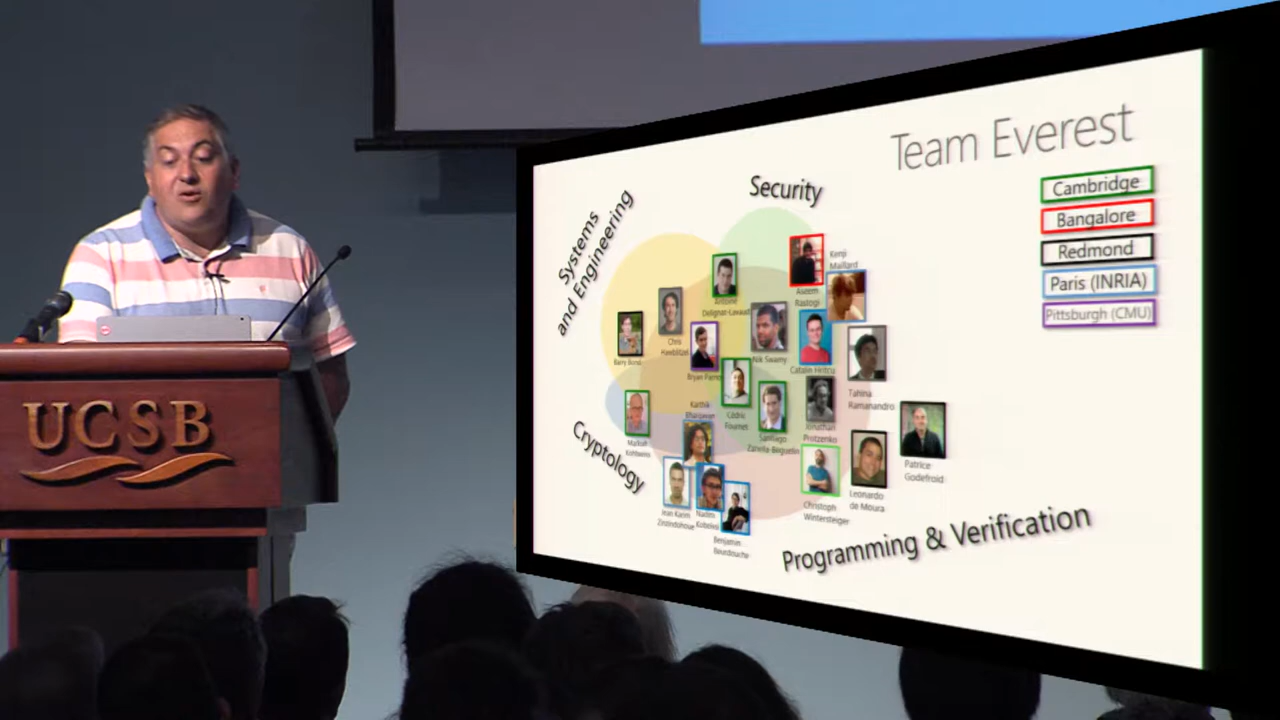 Team Everest
Cambridge
Bangalore
Redmond
Paris (INRIA)
Pittsburgh (CMU)
Security
Systems
and Engineering
Cryptology
Programming & Verification
Kenji
Maillard
Aseem
Rastogi
Antoine
Delignat-Lavaud
Chris
Hawblitzel
Barry Bond
Bryan Parno
Nik Swamy
Catalin Hritcu
Tahina
Ramananandro
Cédric
Fournet
Karthik
Bhargavan
Markulf
Kohlweiss
Santiago
Zanella-Béguelin
Jonathan
Protzenko
Patrice
Godefroid
Leonardo
de Moura
Christoph
Wintersteiger
Jean Karim
Zinzindohoue
Nadim
Kobeissi
Benjamin
Beurdouche
UCSB